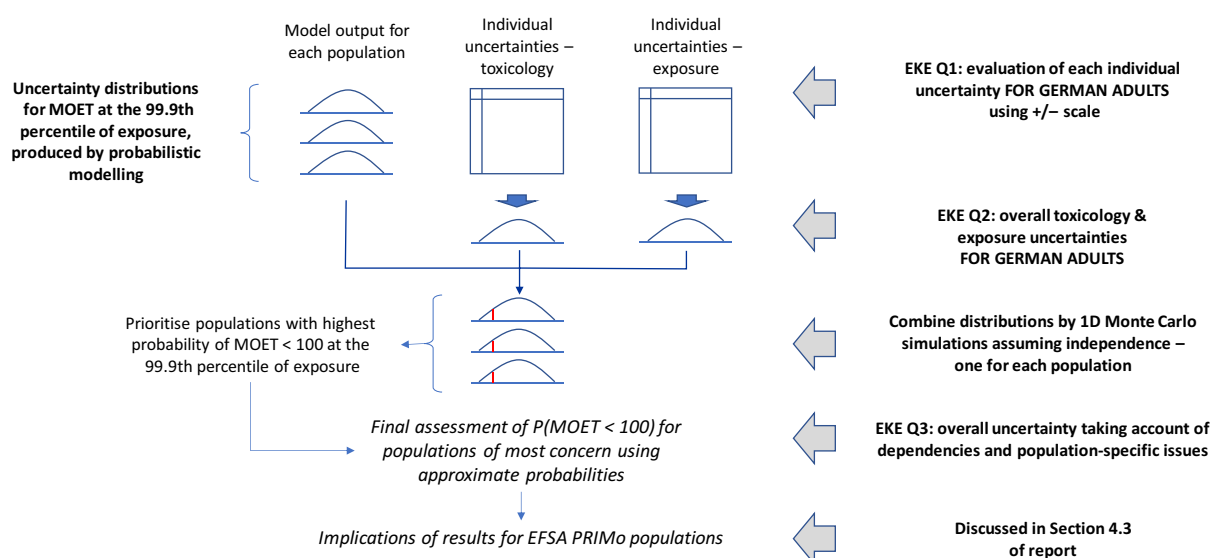 Model output for
each population
Individual
uncertainties –
toxicology
Individual
uncertainties –
exposure
Uncertainty distributions
for MOET at the 99.9th
percentile of exposure,
produced by probabilistic
modelling
EKE Q1: evaluation of each individual
uncertainty FOR GERMAN ADULTS
using +/– scale
EKE Q2: overall toxicology &
exposure uncertainties
FOR GERMAN ADULTS
Prioritise populations with highest
probability of MOET < 100 at the
99.9th percentile of exposure
Combine distributions by 1D Monte Carlo
simulations assuming independence –
one for each population
Final assessment of P(MOET < 100) for
populations of most concern using
approximate probabilities
EKE Q3: overall uncertainty taking account of
dependencies and population-specific issues
Implications of results for EFSA PRIMo populations
Discussed in Section 4.3
of report